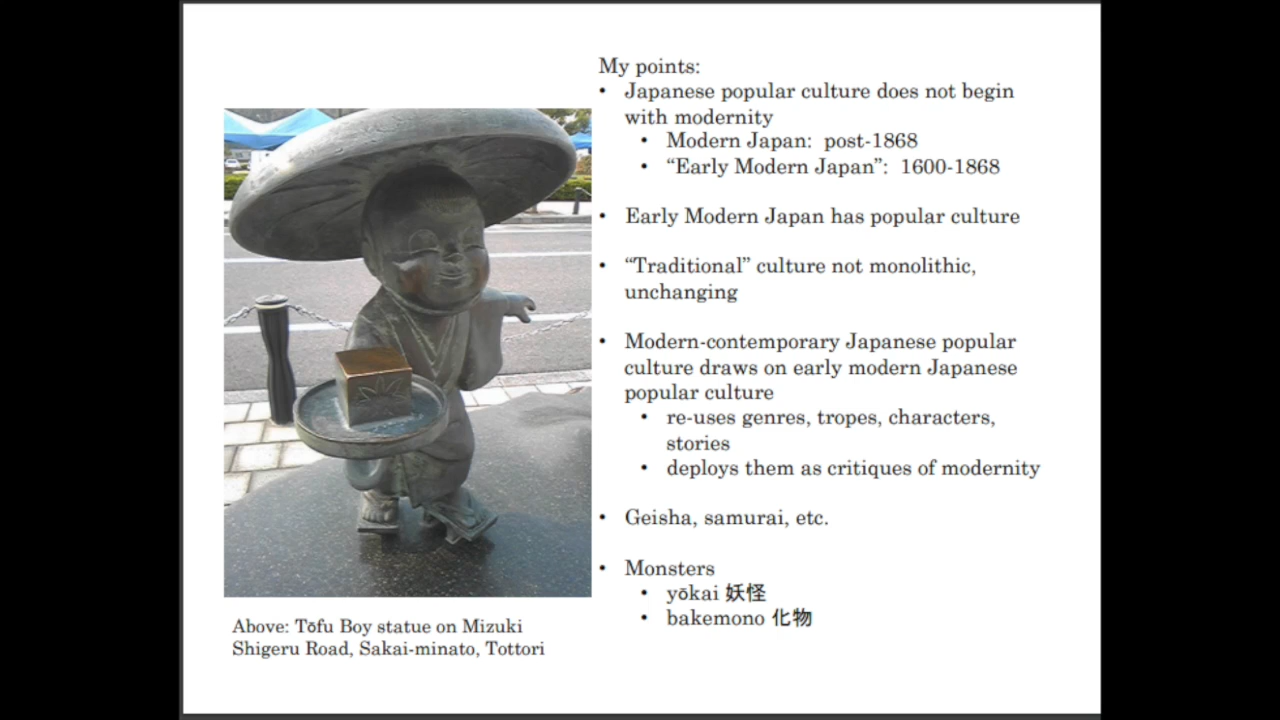 My points:
• Japanese popular culture does not begin
with modernity
• Modern Japan: post-1868
• “Early Modern Japan”: 1600-1868
• Early Modern Japan has popular culture
• “Traditional” culture not monolithic,
unchanging
• Modern-contemporary Japanese popular
culture draws on early modern Japanese
popular culture
• re-uses genres, tropes, characters,
stories
• deploys them as critiques of modernity
• Geisha, samurai, etc.
• Monsters
• yōkai 妖怪
• bakemono 化物
Above: Tōfu Boy statue on Mizuki
Shigeru Road, Sakai-minato, Tottori